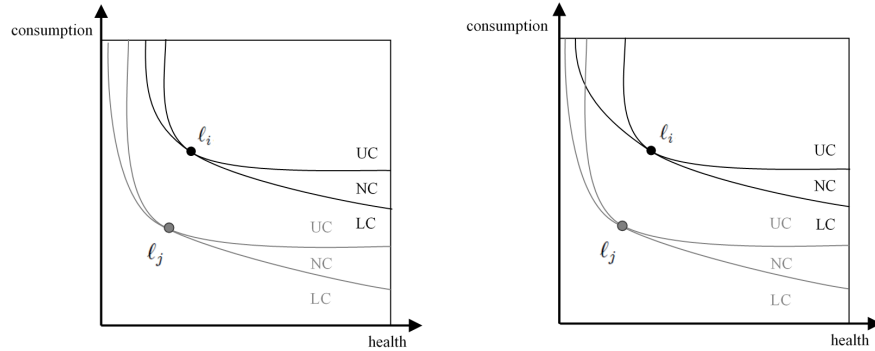 consumption
ℓi
UC
NC
LC
UC
ℓj
NC
LC
health
consumption
ℓi
UC
NC
UC
LC
ℓj
NC
LC
health